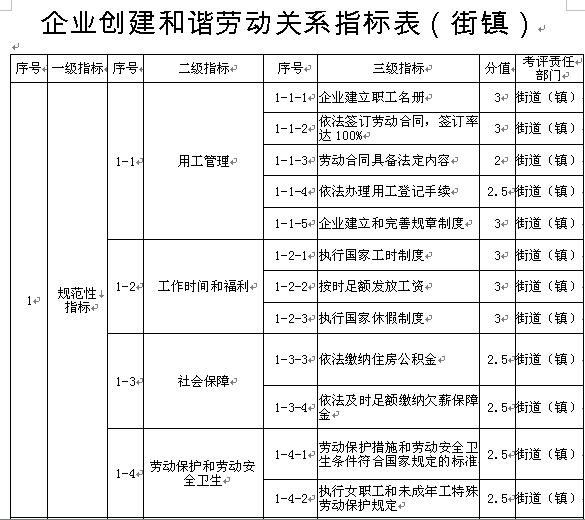 企业创建和谐劳动关系指标表（街镇）
序号 一级指标 序号 二级指标 序号 三级指标 分值 考评责任
部门
1 规范性
指标
1-1 用工管理
1-1-1 企业建立职工名册 3 街道（镇）
1-1-2 依法签订劳动合同，签订率
达100% 3 街道（镇）
1-1-3 劳动合同具备法定内容 2 街道（镇）
1-1-4 依法办理用工登记手续 2.5 街道（镇）
1-1-5 企业建立和完善规章制度 3 街道（镇）
1-2 工作时间和福利
1-2-1 执行国家工时制度 3 街道（镇）
1-2-2 按时足额发放工资 3 街道（镇）
1-2-3 执行国家休假制度 3 街道（镇）
1-3 社会保障
1-3-3 依法缴纳住房公积金 2.5 街道（镇）
1-3-4 依法及时足额缴纳欠薪保障
金 2.5 街道（镇）
1-4 劳动保护和劳动安
全卫生
1-4-1 劳动保护措施和劳动安全卫
生条件符合国家规定的标准 2.5 街道（镇）
1-4-2 执行女职工和未成年工特殊
劳动保护规定 2.5 街道（镇）